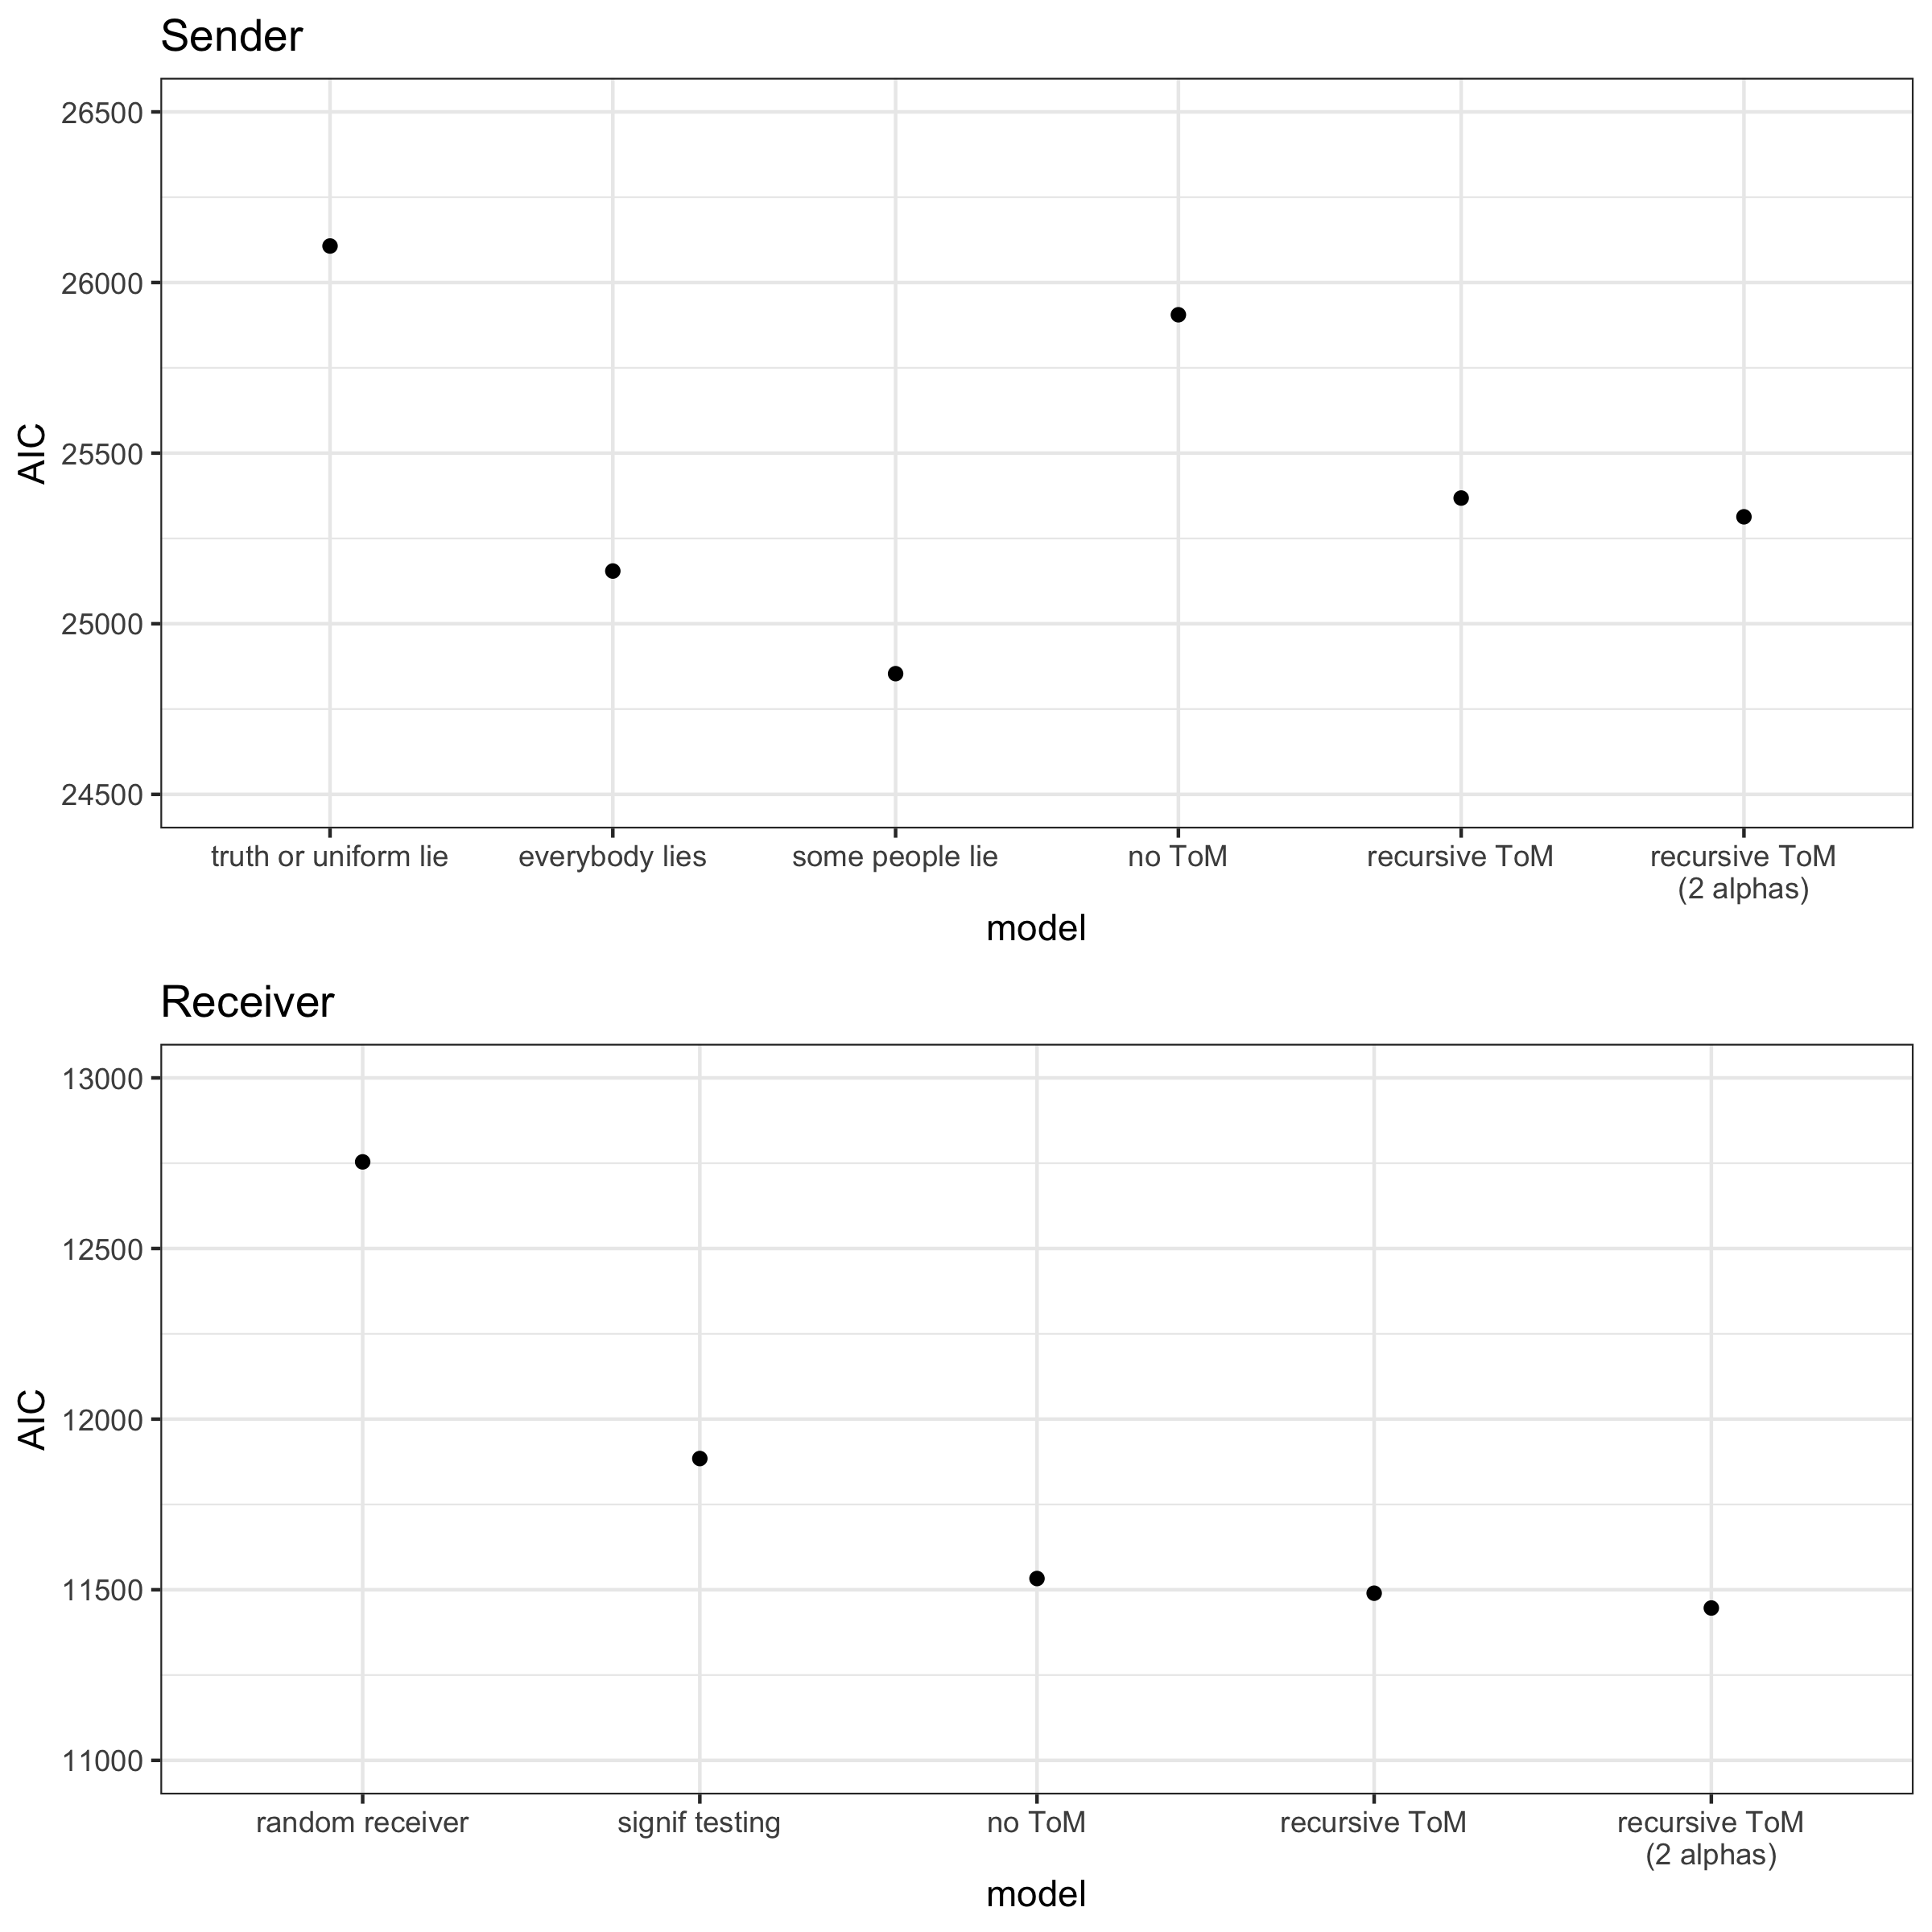 Sender
AIC
26500
26000
25500
25000
24500
truth or uniform lie
everybody lies
some people lie
no ToM
recursive ToM
recursive ToM
(2 alphas)
model
Receiver
AIC
13000
12500
12000
11500
11000
random receiver
signif testing
no ToM
recursive ToM
recursive ToM
(2 alphas)
model